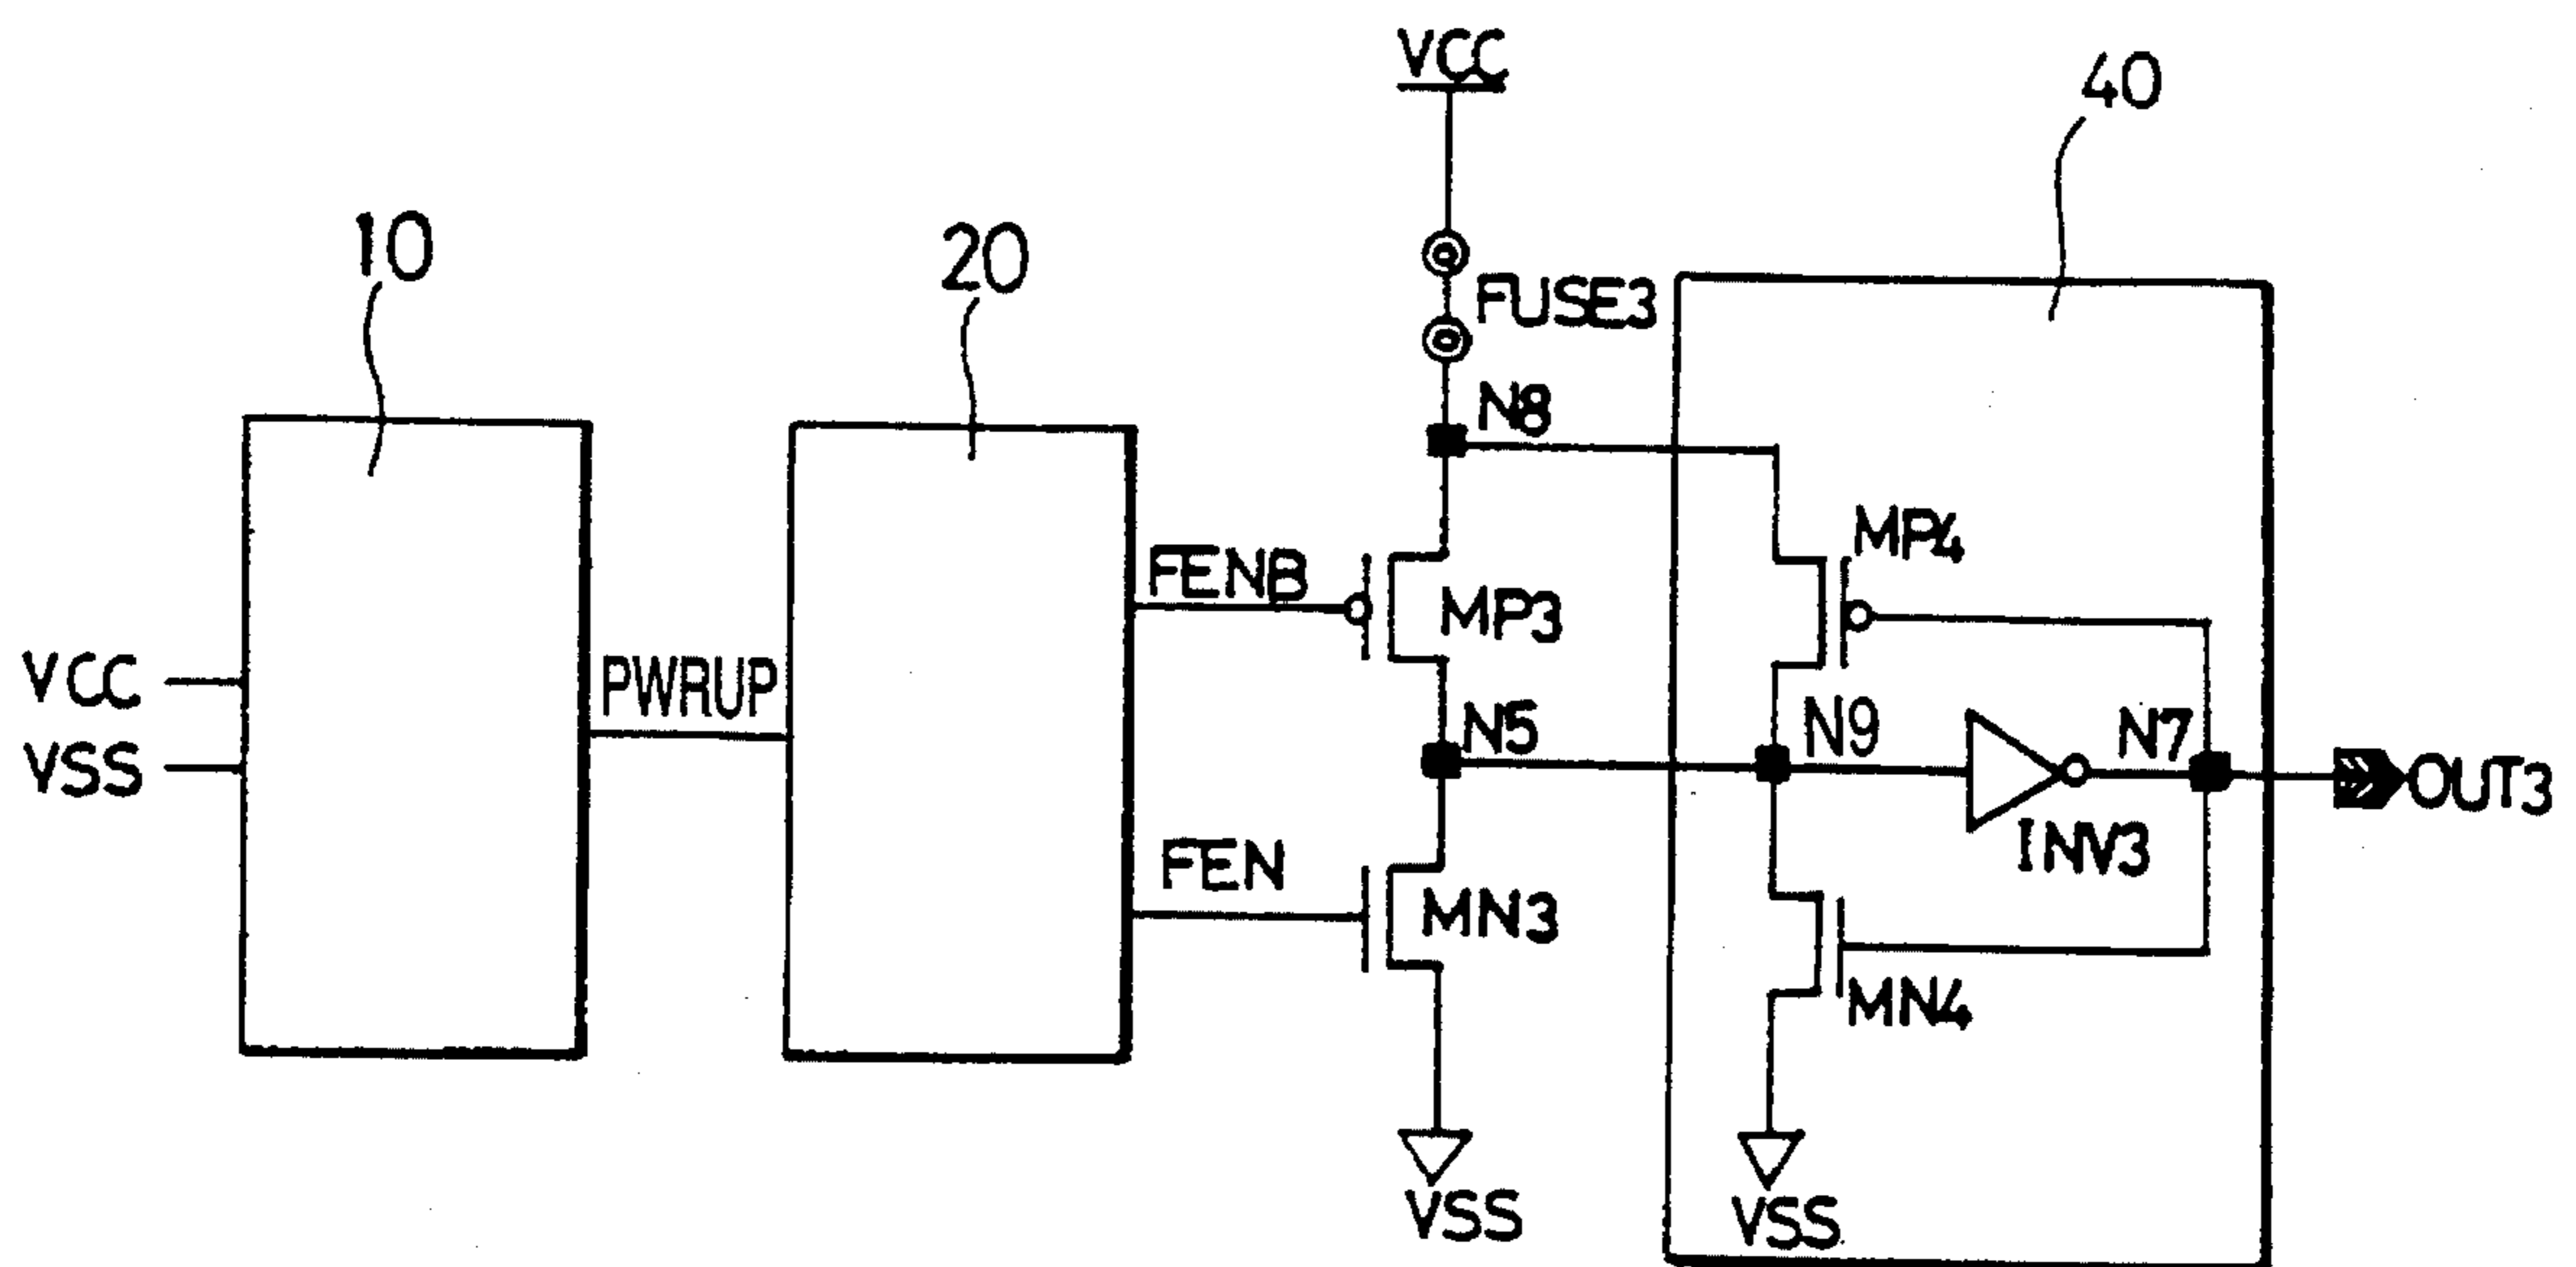 VCC
40
10
20
FUSE3
N8
MP4
FENB
MP3
VCC
PWRUP
N5
N9
N7
VSS
OUT3
INV3
FEN
MN3
MN4
VSS
VSS